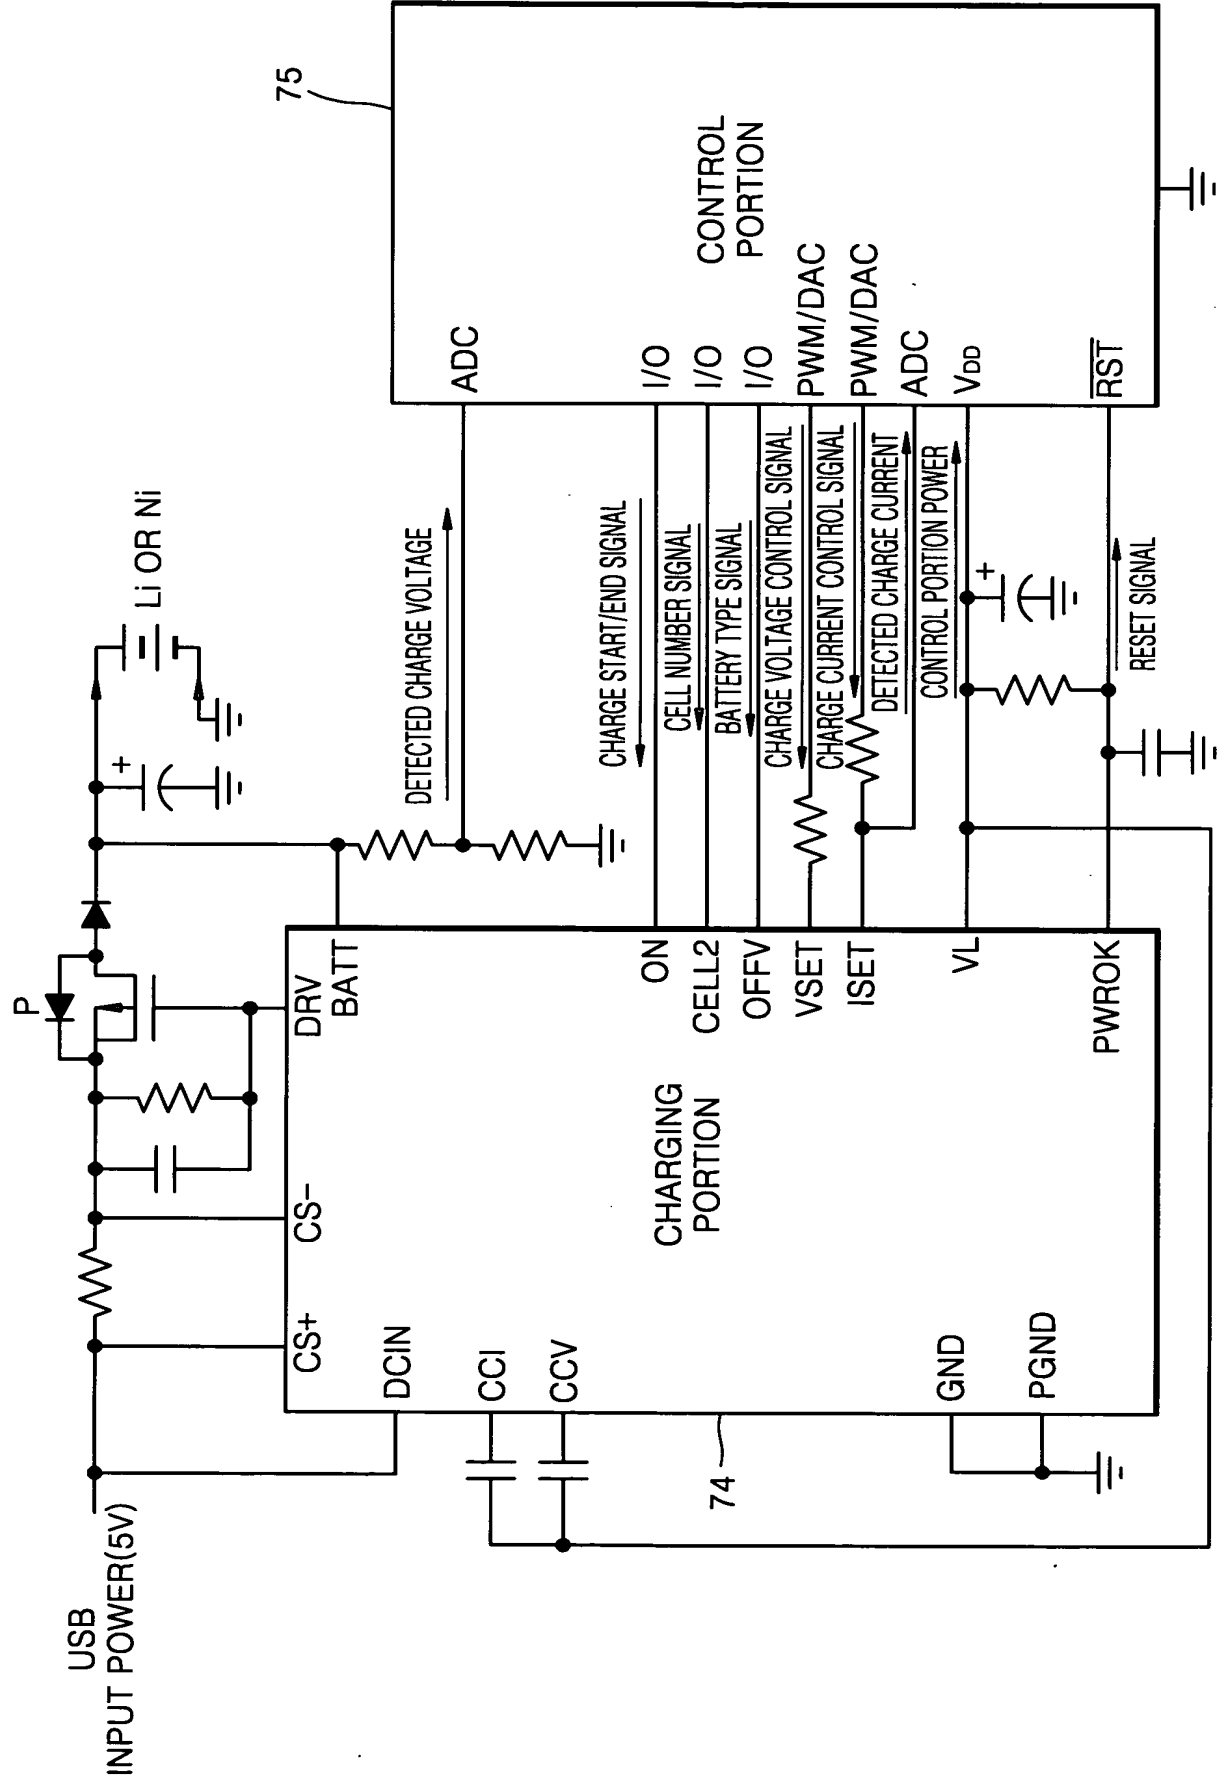 USB
INPUT POWER(5V)
P
+
Li OR Ni
CS+
CS−
DRV
BATT
DCIN
CCI
CCV
GND
PGND
CHARGING
PORTION
74
ON
CELL2
OFFV
VSET
ISET
VL
PWROK
DETECTED CHARGE VOLTAGE
CHARGE START/END SIGNAL
CELL NUMBER SIGNAL
BATTERY TYPE SIGNAL
CHARGE VOLTAGE CONTROL SIGNAL
CHARGE CURRENT CONTROL SIGNAL
DETECTED CHARGE CURRENT
CONTROL PORTION POWER
+
RESET SIGNAL
ADC
I/O
I/O
I/O
PWM/DAC
PWM/DAC
ADC
VDD
RST
CONTROL
PORTION
75